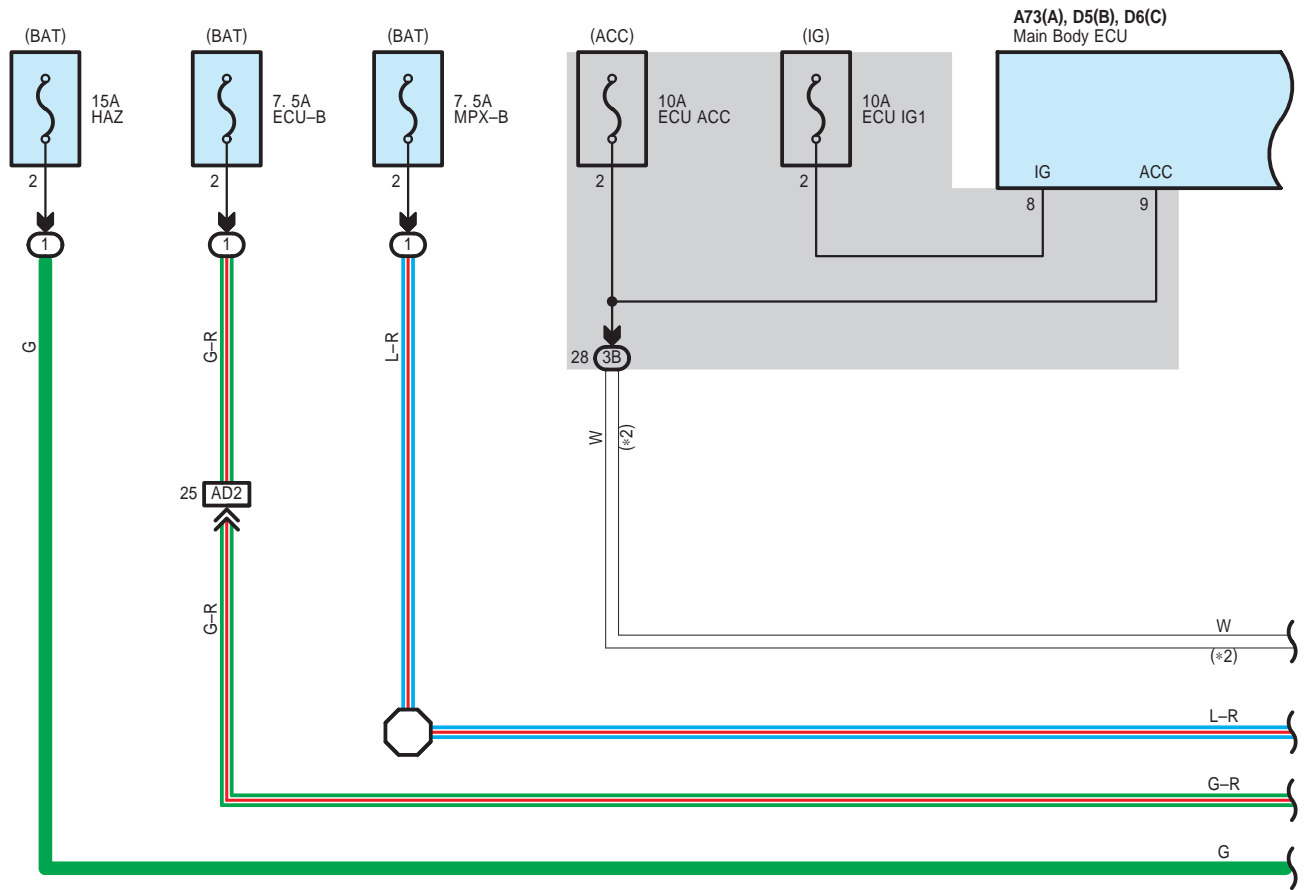 A73(A), D5(B), D6(C)
Main Body ECU
(BAT)
(BAT)
(BAT)
(ACC)
(IG)
15A
HAZ
7. 5A
ECU–B
7. 5A
MPX–B
10A
ECU ACC
10A
ECU IG1
IG
ACC
2
2
2
2
2
8
9
1
1
1
G
G–R
L–R
28
3B
W
(*2)
25
AD2
G–R
W
(*2)
L–R
G–R
G